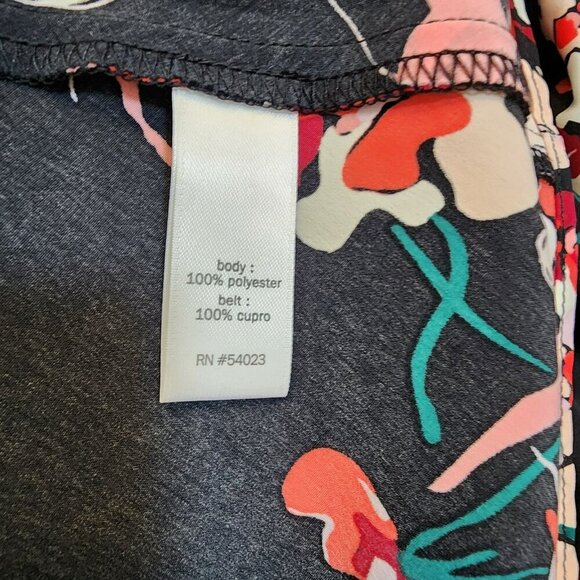 body :
100% polyester
belt :
100% cupro
RN #54023